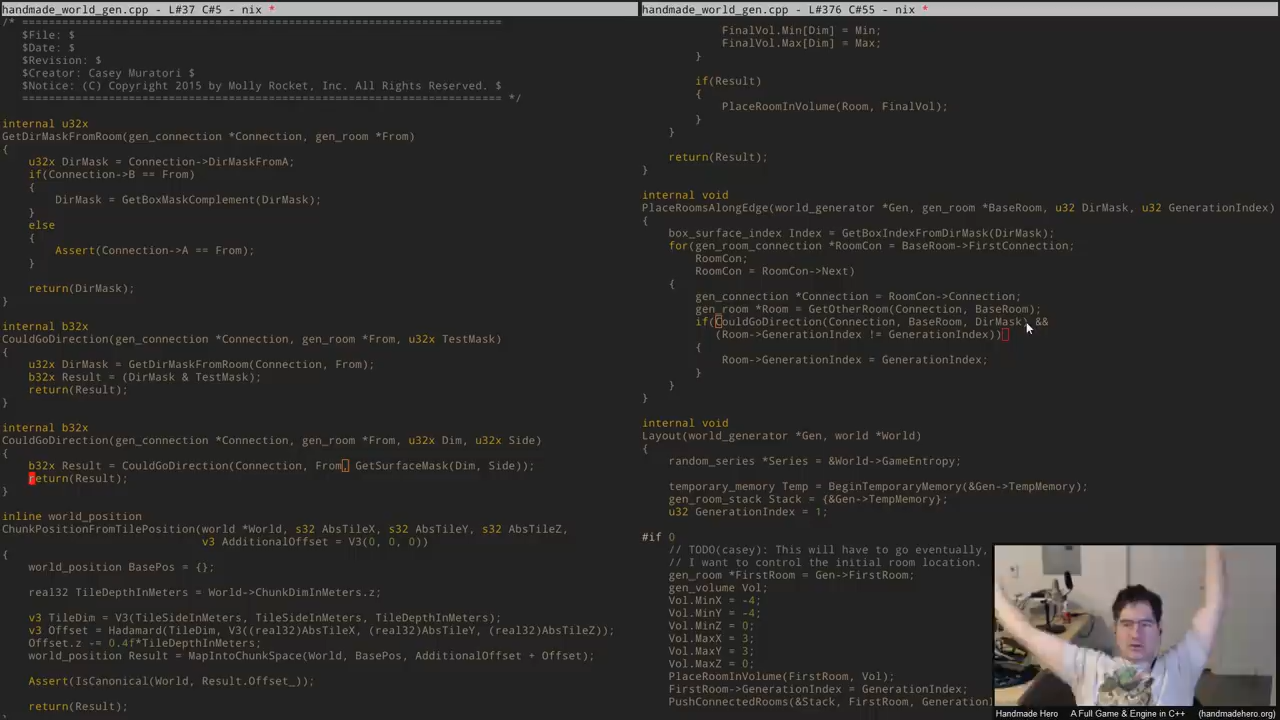 handmade_world_gen.cpp - L#37 C#5 - nix *
/* ========================================================================
$File: $
$Date: $
$Revision: $
$Creator: Casey Muratori $
$Notice: (C) Copyright 2015 by Molly Rocket, Inc. All Rights Reserved. $
======================================================================== */
internal u32x
GetDirMaskFromRoom(gen_connection *Connection, gen_room *From)
{
u32x DirMask = Connection->DirMaskFromA;
if(Connection->B == From)
{
DirMask = GetBoxMaskComplement(DirMask);
}
else
{
Assert(Connection->A == From);
}
return(DirMask);
}
internal b32x
CouldGoDirection(gen_connection *Connection, gen_room *From, u32x TestMask)
{
u32x DirMask = GetDirMaskFromRoom(Connection, From);
b32x Result = (DirMask & TestMask);
return(Result);
}
internal b32x
CouldGoDirection(gen_connection *Connection, gen_room *From, u32x Dim, u32x Side)
{
b32x Result = CouldGoDirection(Connection, From, GetSurfaceMask(Dim, Side));
return(Result);
}
inline world_position
ChunkPositionFromTilePosition(world *World, s32 AbsTileX, s32 AbsTileY, s32 AbsTileZ,
v3 AdditionalOffset = V3(0, 0, 0))
{
world_position BasePos = {};
real32 TileDepthInMeters = World->ChunkDimInMeters.z;
v3 TileDim = V3(TileSideInMeters, TileSideInMeters, TileDepthInMeters);
v3 Offset = Hadamard(TileDim, V3((real32)AbsTileX, (real32)AbsTileY, (real32)AbsTileZ));
Offset.z -= 0.4f*TileDepthInMeters;
world_position Result = MapIntoChunkSpace(World, BasePos, AdditionalOffset + Offset);
Assert(IsCanonical(World, Result.Offset_));
return(Result);
handmade_world_gen.cpp - L#376 C#55 - nix *
FinalVol.Min[Dim] = Min;
FinalVol.Max[Dim] = Max;
}
if(Result)
{
PlaceRoomInVolume(Room, FinalVol);
}
}
return(Result);
}
internal void
PlaceRoomsAlongEdge(world_generator *Gen, gen_room *BaseRoom, u32 DirMask, u32 GenerationIndex)
{
box_surface_index Index = GetBoxIndexFromDirMask(DirMask);
for(gen_room_connection *RoomCon = BaseRoom->FirstConnection;
RoomCon;
RoomCon = RoomCon->Next)
{
gen_connection *Connection = RoomCon->Connection;
gen_room *Room = GetOtherRoom(Connection, BaseRoom);
if(CouldGoDirection(Connection, BaseRoom, DirMask) &&
(Room->GenerationIndex != GenerationIndex))
{
Room->GenerationIndex = GenerationIndex;
}
}
}
internal void
Layout(world_generator *Gen, world *World)
{
random_series *Series = &World->GameEntropy;
temporary_memory Temp = BeginTemporaryMemory(&Gen->TempMemory);
gen_room_stack Stack = {&Gen->TempMemory};
u32 GenerationIndex = 1;
#if 0
// TODO(casey): This will have to go eventually,
// I want to control the initial room location.
gen_room *FirstRoom = Gen->FirstRoom;
gen_volume Vol;
Vol.MinX = -4;
Vol.MinY = -4;
Vol.MinZ = 0;
Vol.MaxX = 3;
Vol.MaxY = 3;
Vol.MaxZ = 0;
PlaceRoomInVolume(FirstRoom, Vol);
FirstRoom->GenerationIndex = GenerationIndex;
PushConnectedRooms(&Stack, FirstRoom, Generation
Handmade Hero A Full Game & Engine in C++ (handmadehero.org)